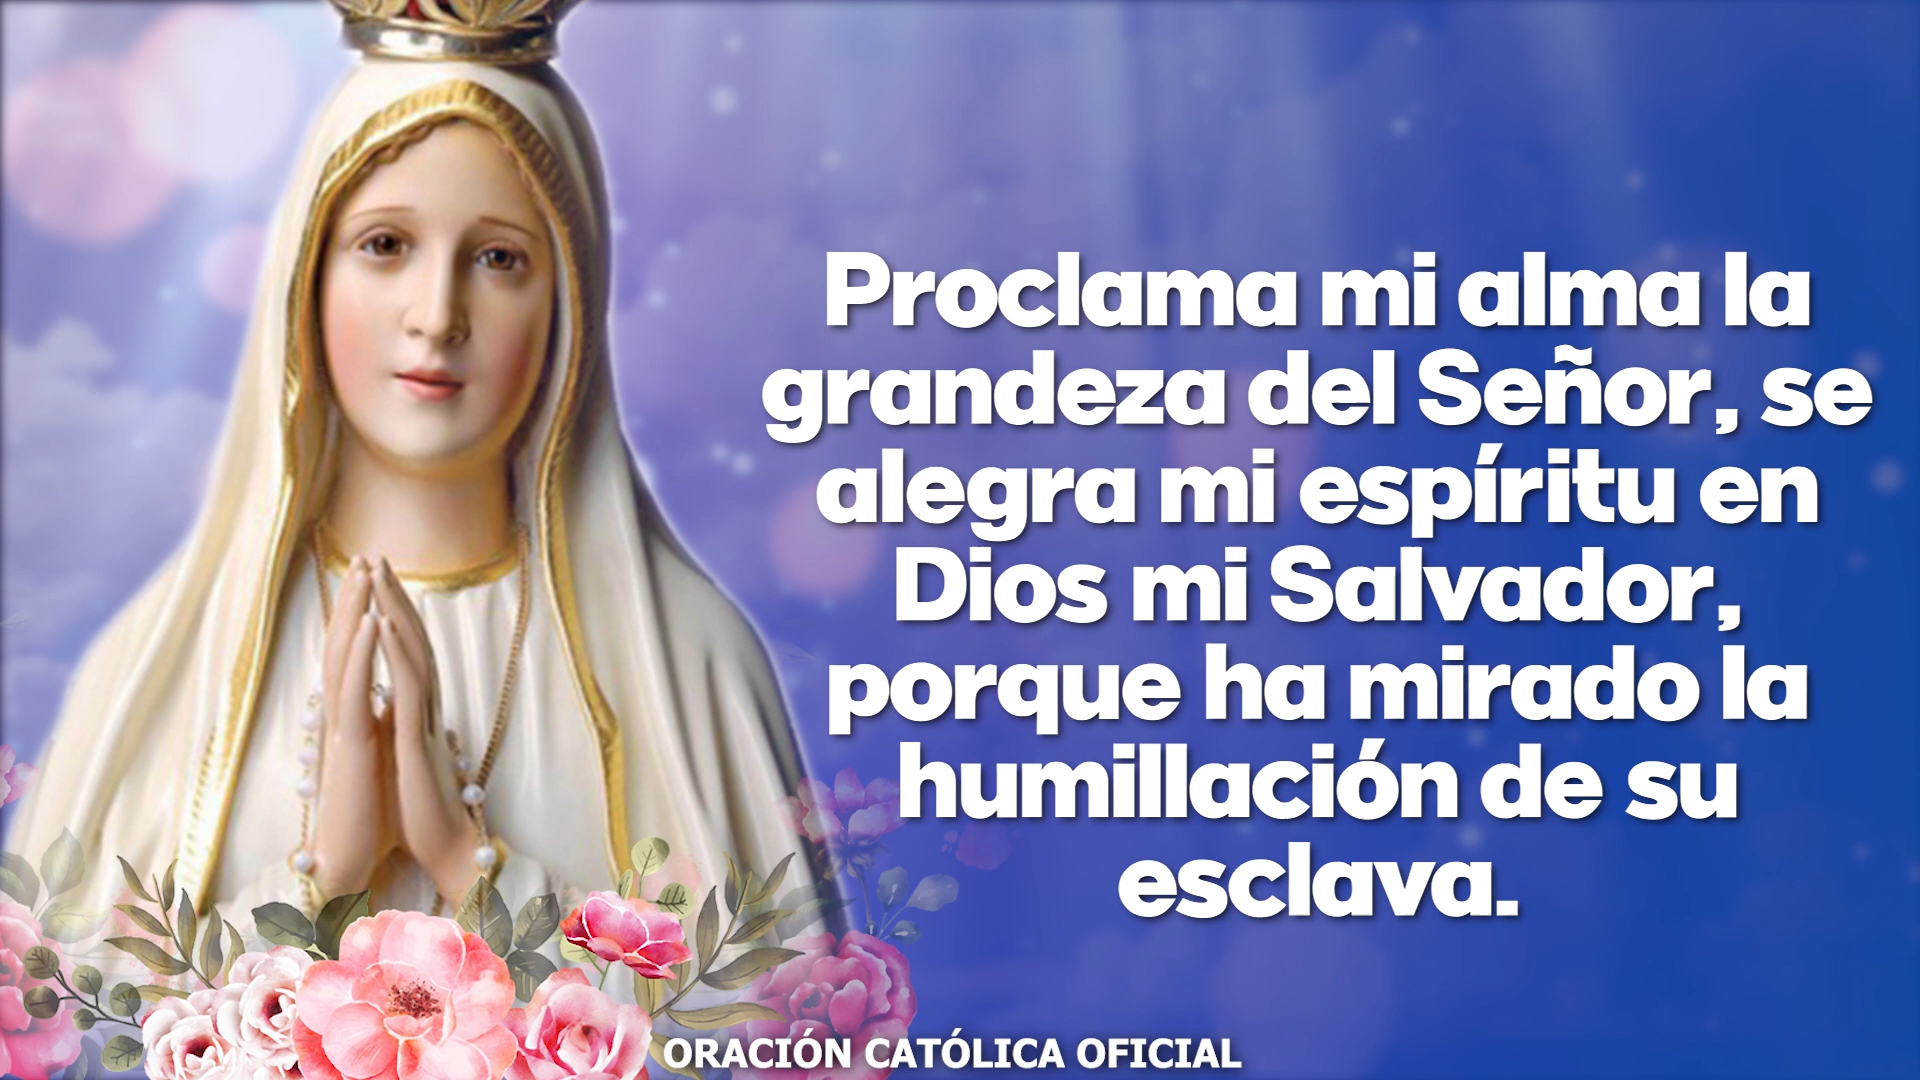 Proclama mi alma la
grandeza del Señor, se
alegra mi espíritu en
Dios mi Salvador,
porque ha mirado la
humillación de su
esclava.
ORACIÓN CATÓLICA OFICIAL